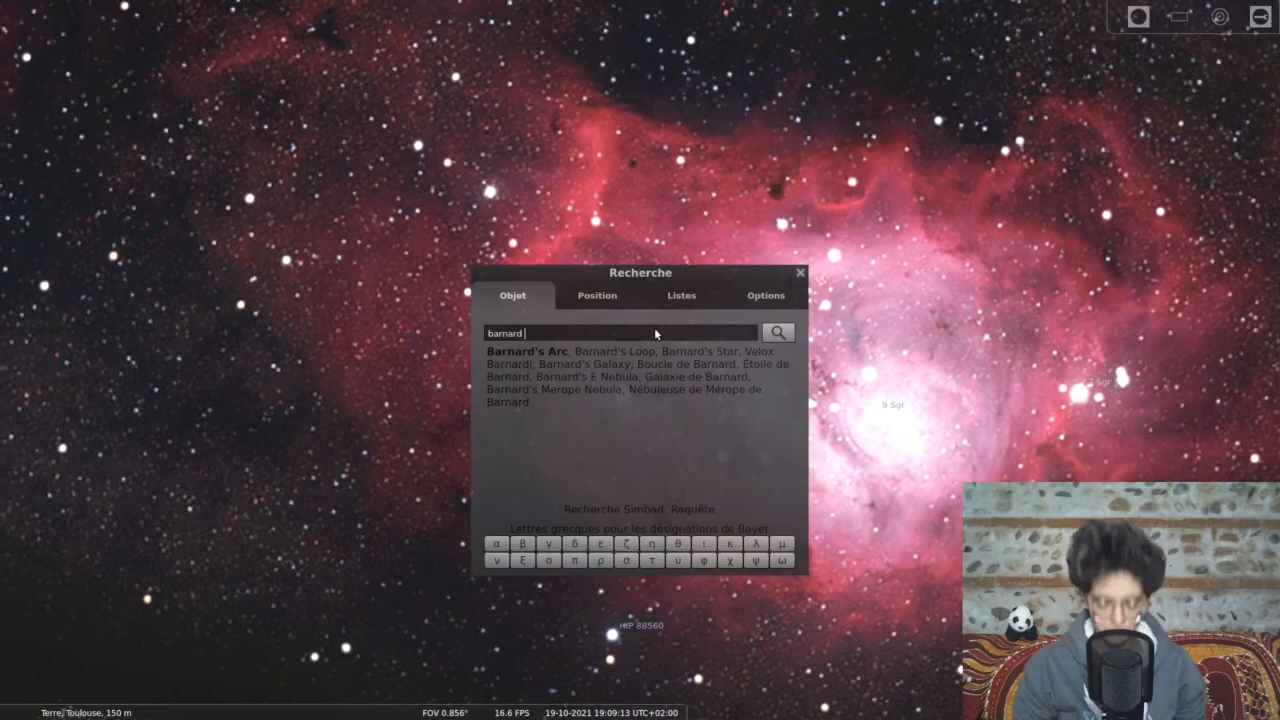 Recherche
Objet Position Listes Options
barnard
Barnard's Arc, Barnard's Loop, Barnard's Star, Velox
Barnardi, Barnard's Galaxy, Boucle de Barnard, Étoile de
Barnard, Barnard's E Nebula, Galaxie de Barnard,
Barnard's Merope Nebula, Nébuleuse de Mérope de
Barnard
Sgr
9 Sgr
Recherche Simbad: Requête
Lettres grecques pour les désignations de Bayer
α β γ δ ε ζ η θ ι κ λ μ
ν ξ ο π ρ σ τ υ φ χ ψ ω
HIP 88560
Terre, Toulouse, 150 m FOV 0.856° 16.6 FPS 19-10-2021 19:09:13 UTC+02:00